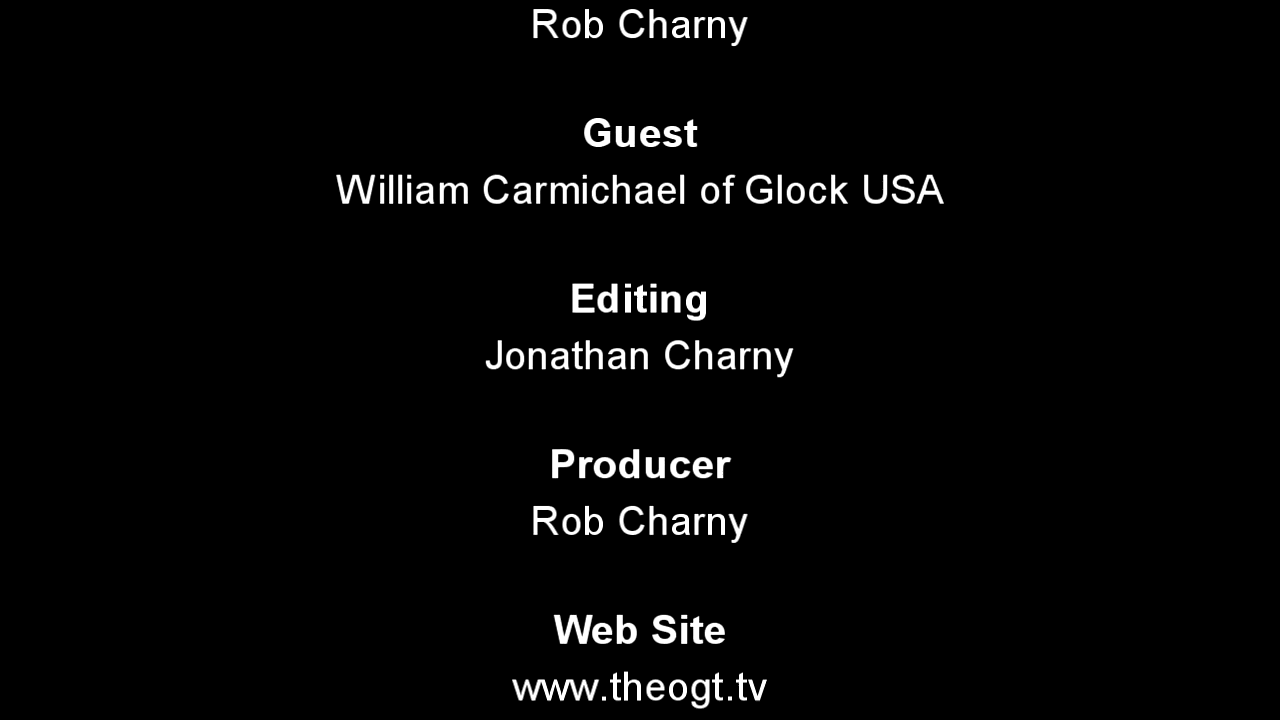 Rob Charny
Guest
William Carmichael of Glock USA
Editing
Jonathan Charny
Producer
Rob Charny
Web Site
www.theogt.tv